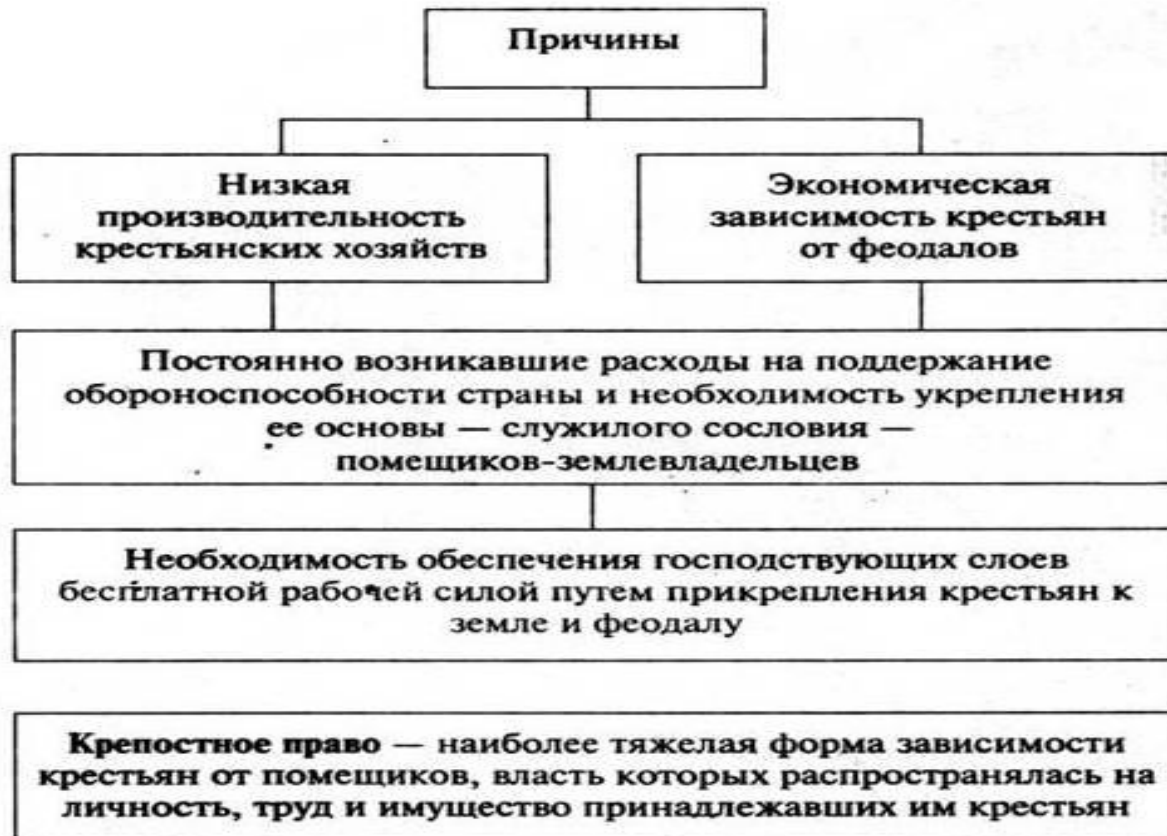 Причины
Низкая
производительность
крестьянских хозяйств
Экономическая
зависимость крестьян
от феодалов
Постоянно возникавшие расходы на поддержание
обороноспособности страны и необходимость укрепления
ее основы — служилого сословия —
помещиков-землевладельцев
Необходимость обеспечения господствующих слоев
бесплатной рабочей силой путем прикрепления крестьян к
земле и феодалу
Крепостное право — наиболее тяжелая форма зависимости
крестьян от помещиков, власть которых распространялась на
личность, труд и имущество принадлежавших им крестьян